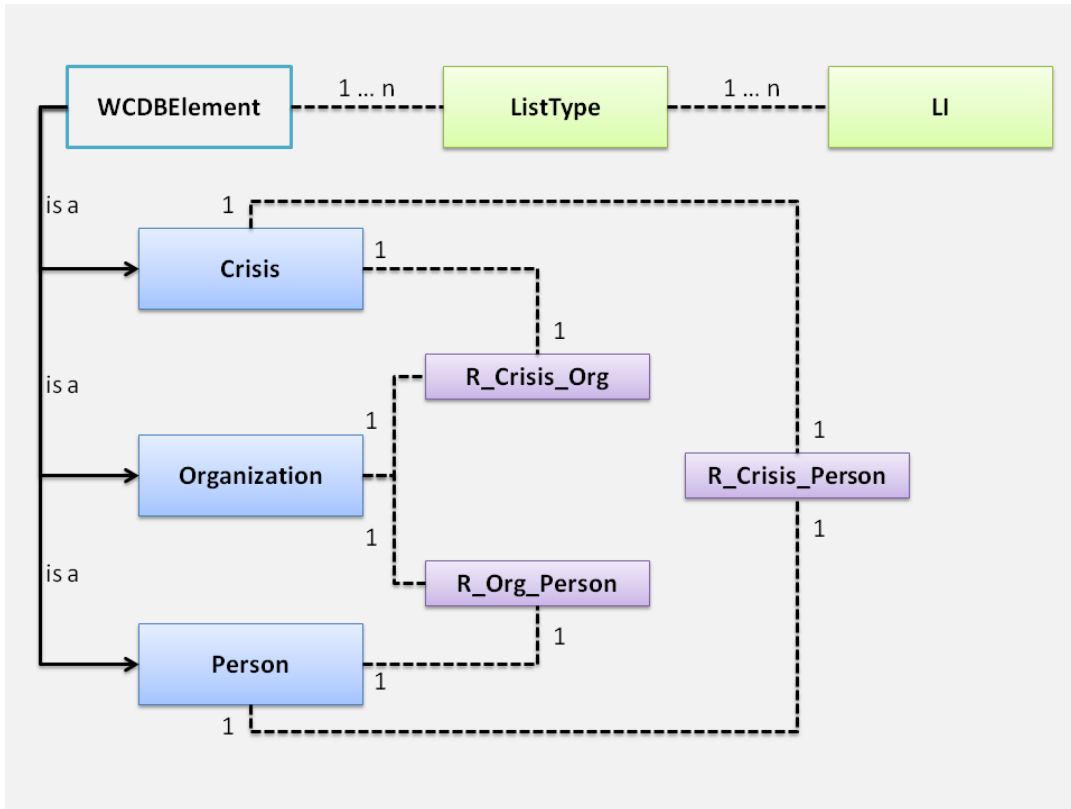 WCDBElement
1 ... n
ListType
1 ... n
LI
is a
1
Crisis
1
1
R_Crisis_Org
is a
1
Organization
1
R_Crisis_Person
1
1
is a
R_Org_Person
1
Person
1
1